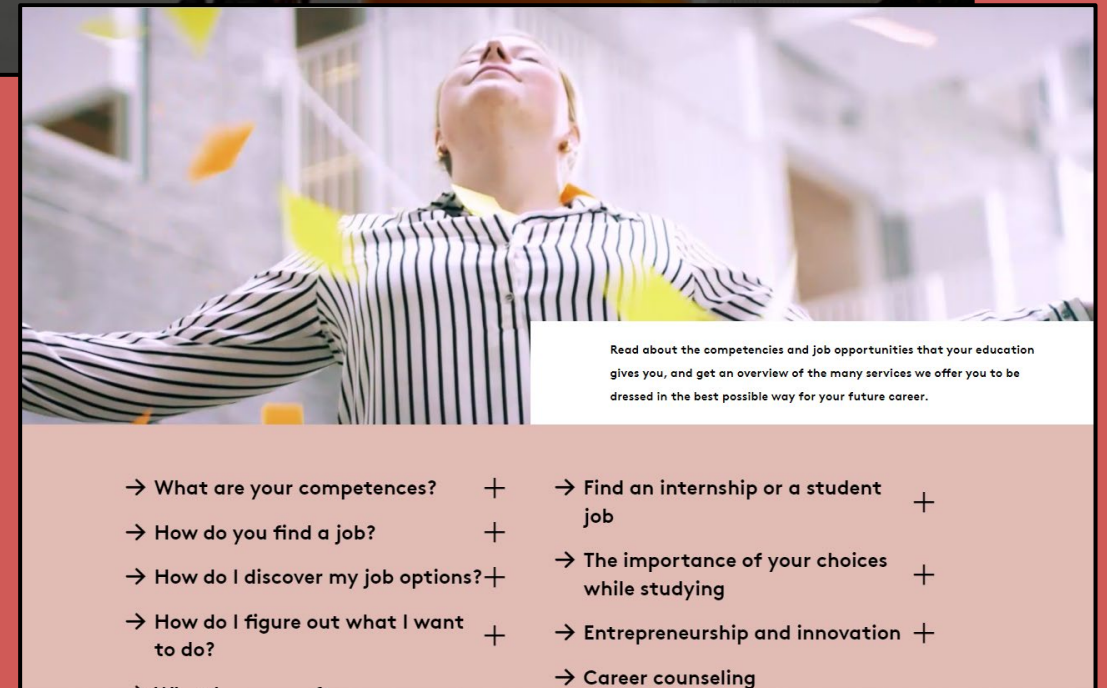 Read about the competencies and job opportunities that your education
gives you, and get an overview of the many services we offer you to be
dressed in the best possible way for your future career.
→ What are your competences? +
→ How do you find a job? +
→ How do I discover my job options? +
→ How do I figure out what I want
to do? +
→ Find an internship or a student
job +
→ The importance of your choices
while studying +
→ Entrepreneurship and innovation +
→ Career counseling